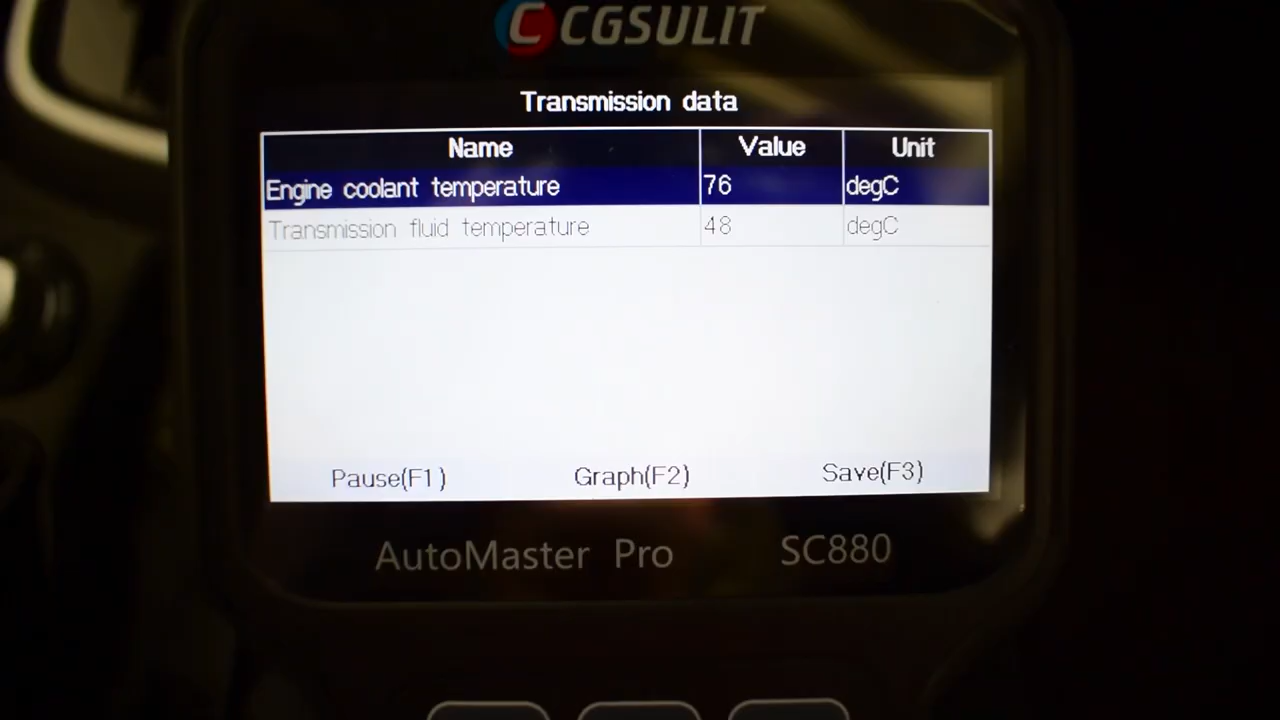 C CGSULIT
Transmission data
Name Value Unit
Engine coolant temperature 76 degC
Transmission fluid temperature 48 degC
Pause(F1) Graph(F2) Save(F3)
AutoMaster Pro SC880